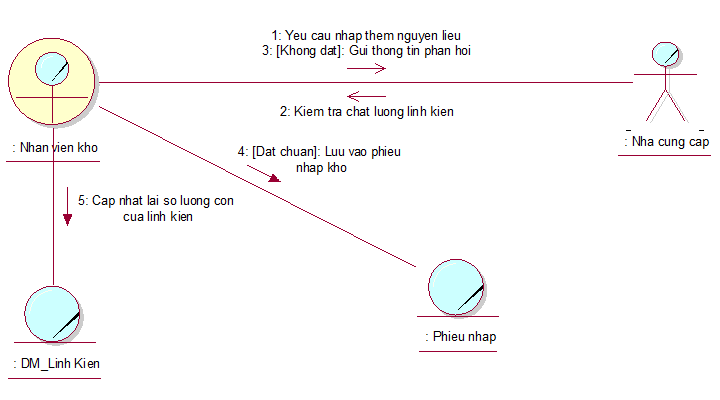 1: Yeu cau nhap them nguyen lieu
3: [Khong dat]: Gui thong tin phan hoi
2: Kiem tra chat luong linh kien
: Nhan vien kho
: Nha cung cap
4: [Dat chuan]: Luu vao phieu
nhap kho
5: Cap nhat lai so luong con
cua linh kien
: Phieu nhap
: DM_Linh Kien